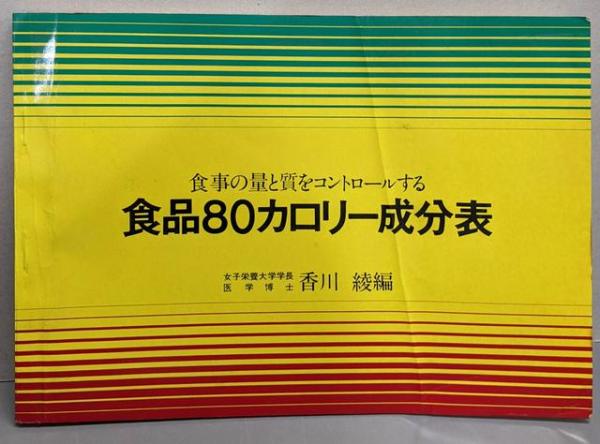 食事の量と質をコントロールする
食品80カロリー成分表
女子栄養大学学長
医学博士 香川 綾編